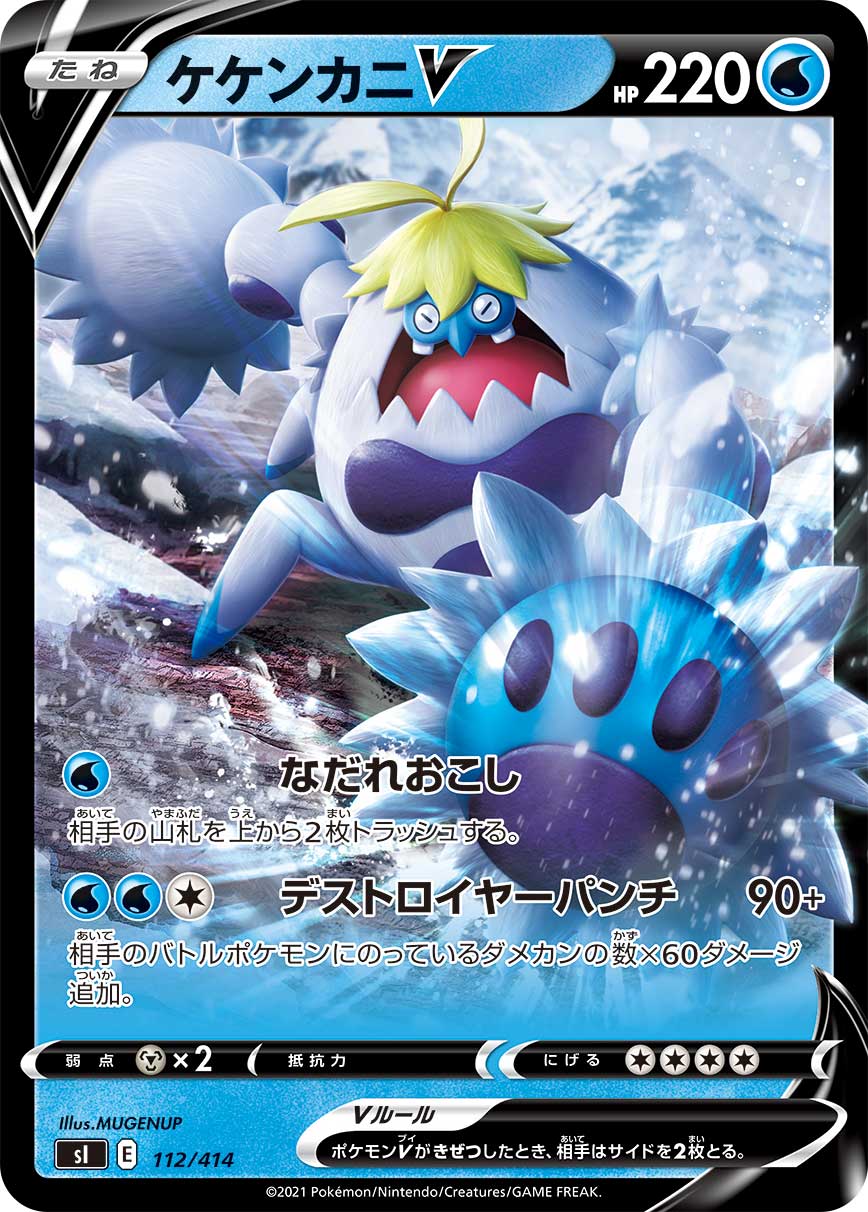 たね
ケケンカニV
HP 220
なだれおこし
相手の山札を上から2枚トラッシュする。
デストロイヤーパンチ 90+
相手のバトルポケモンにのっているダメカンの数×60ダメージ
追加。
弱点 ×2 抵抗力 にげる
Illus.MUGENUP
Vルール
ポケモンVがきぜつしたとき、相手はサイドを2枚とる。
sI E 112/414
©2021 Pokémon/Nintendo/Creatures/GAME FREAK.